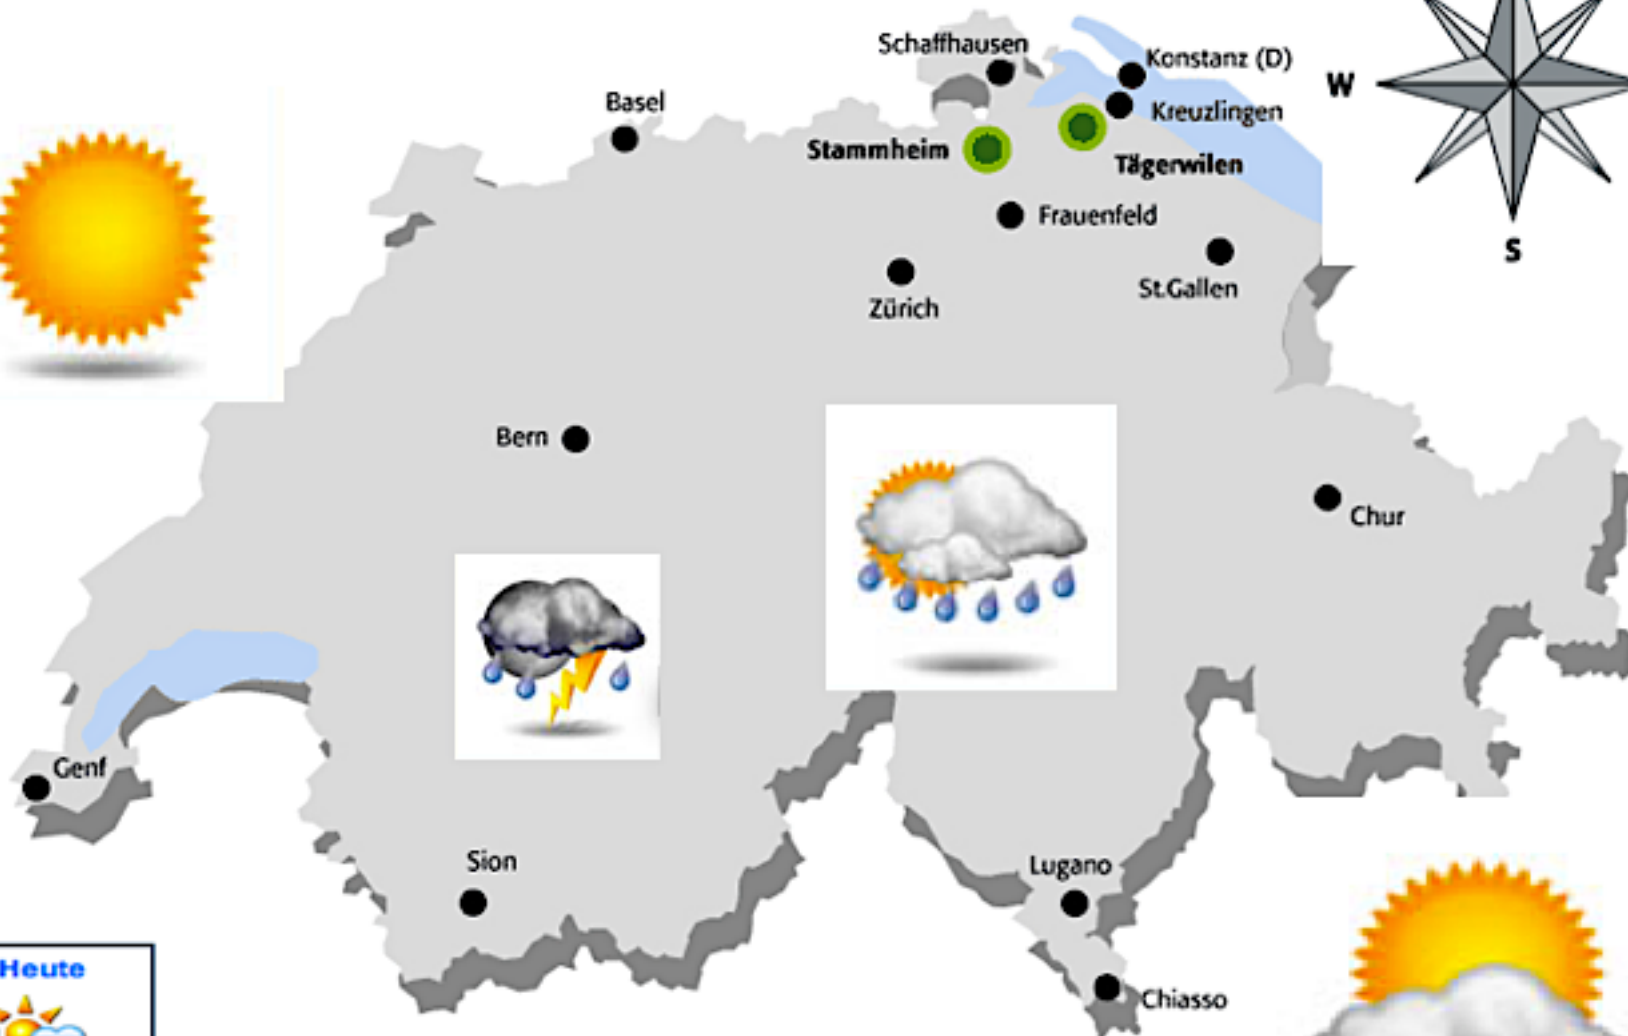 Schaffhausen
Konstanz (D)
W
Basel
Kreuzlingen
Stammheim
Tägerwilen
Frauenfeld
S
St.Gallen
Zürich
Bern
Chur
Genf
Sion
Lugano
Heute
Chiasso